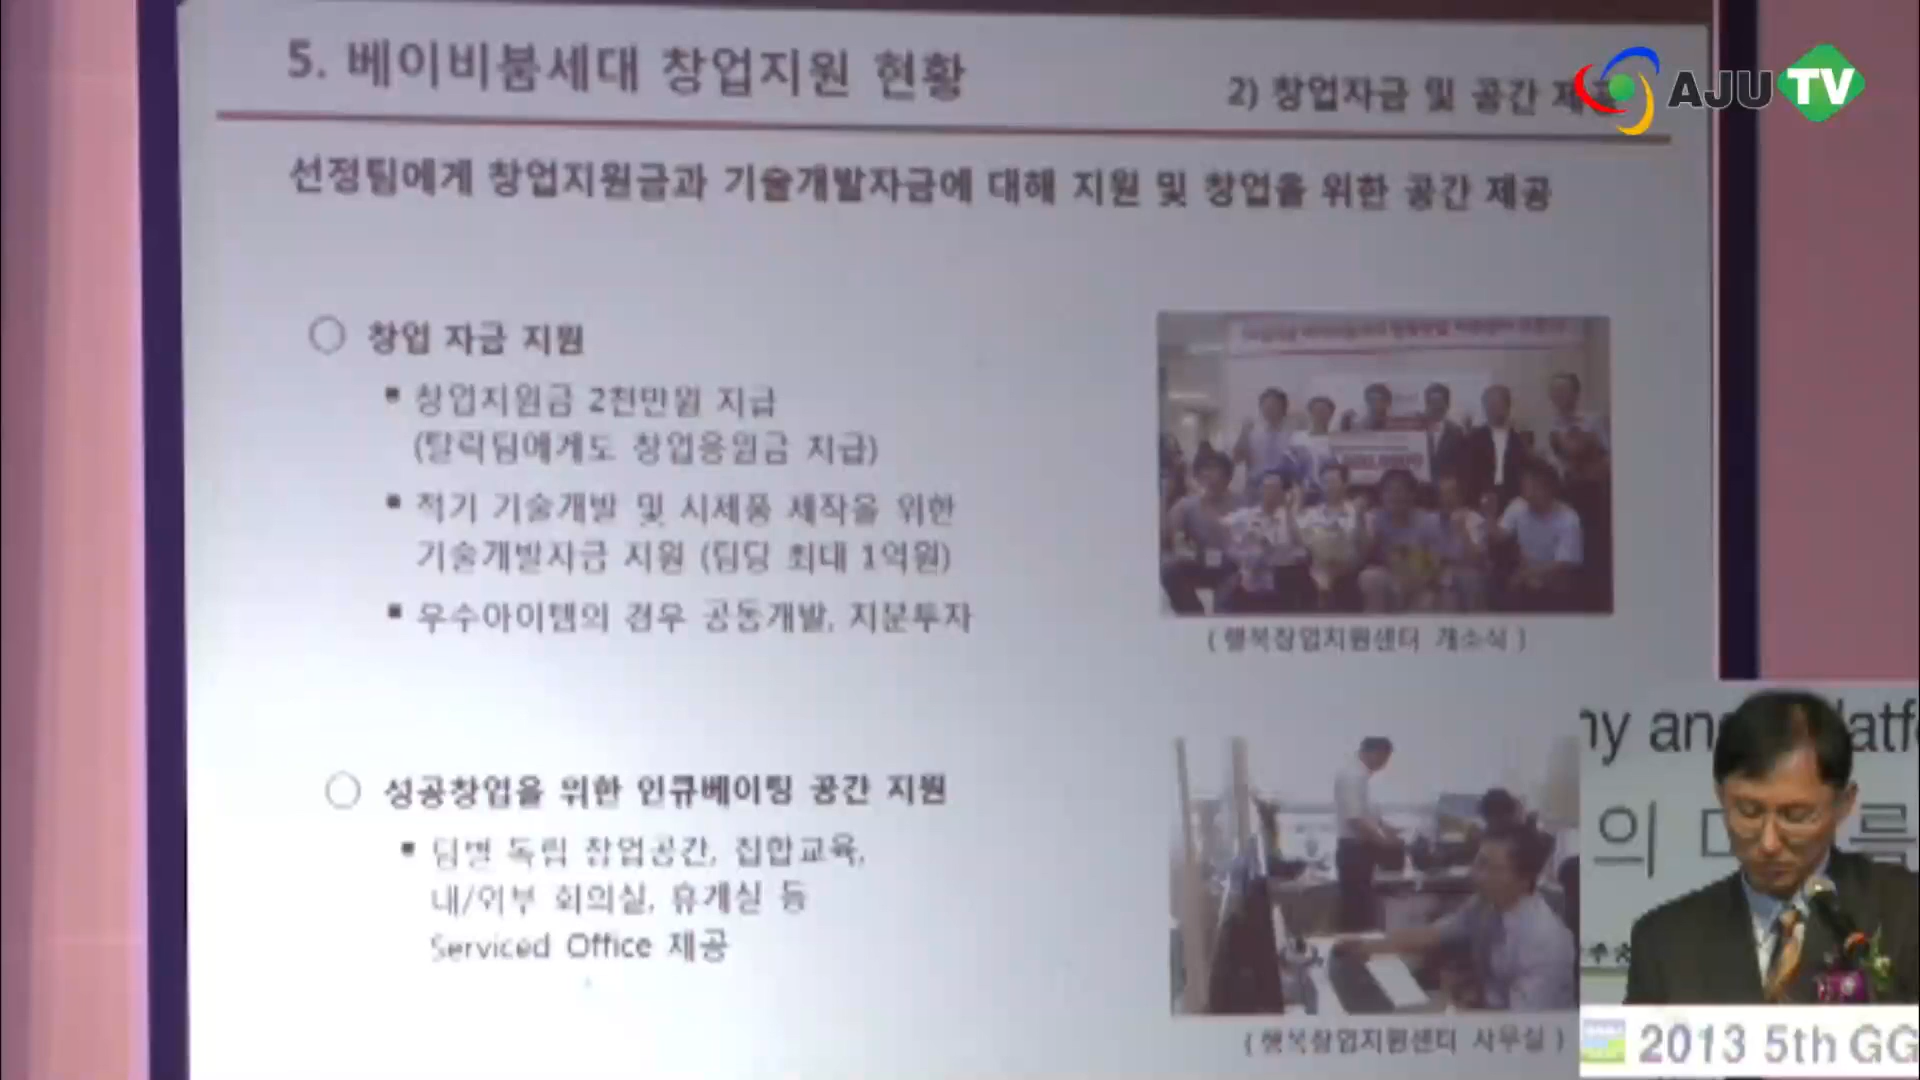 5. 베이비붐세대 창업지원 현황
2) 창업자금 및 공간 제
AJU TV
선정팀에게 창업지원금과 기술개발자금에 대해 지원 및 창업을 위한 공간 제공
○ 창업 자금 지원
▪ 창업지원금 2천만원 지급
(탈락팀에게도 창업응원금 지급)
▪ 적기 기술개발 및 시제품 제작을 위한
기술개발자금 지원 (팀당 최대 1억원)
▪ 우수아이템의 경우 공동개발, 지분투자
( 행복창업지원센터 개소식 )
○ 성공창업을 위한 인큐베이팅 공간 지원
▪ 팀별 독립 창업공간, 집합교육,
내/외부 회의실, 휴게실 등
Serviced Office 제공
( 행복창업지원센터 사무실 )
ny an latf
의 름
2013 5th GG